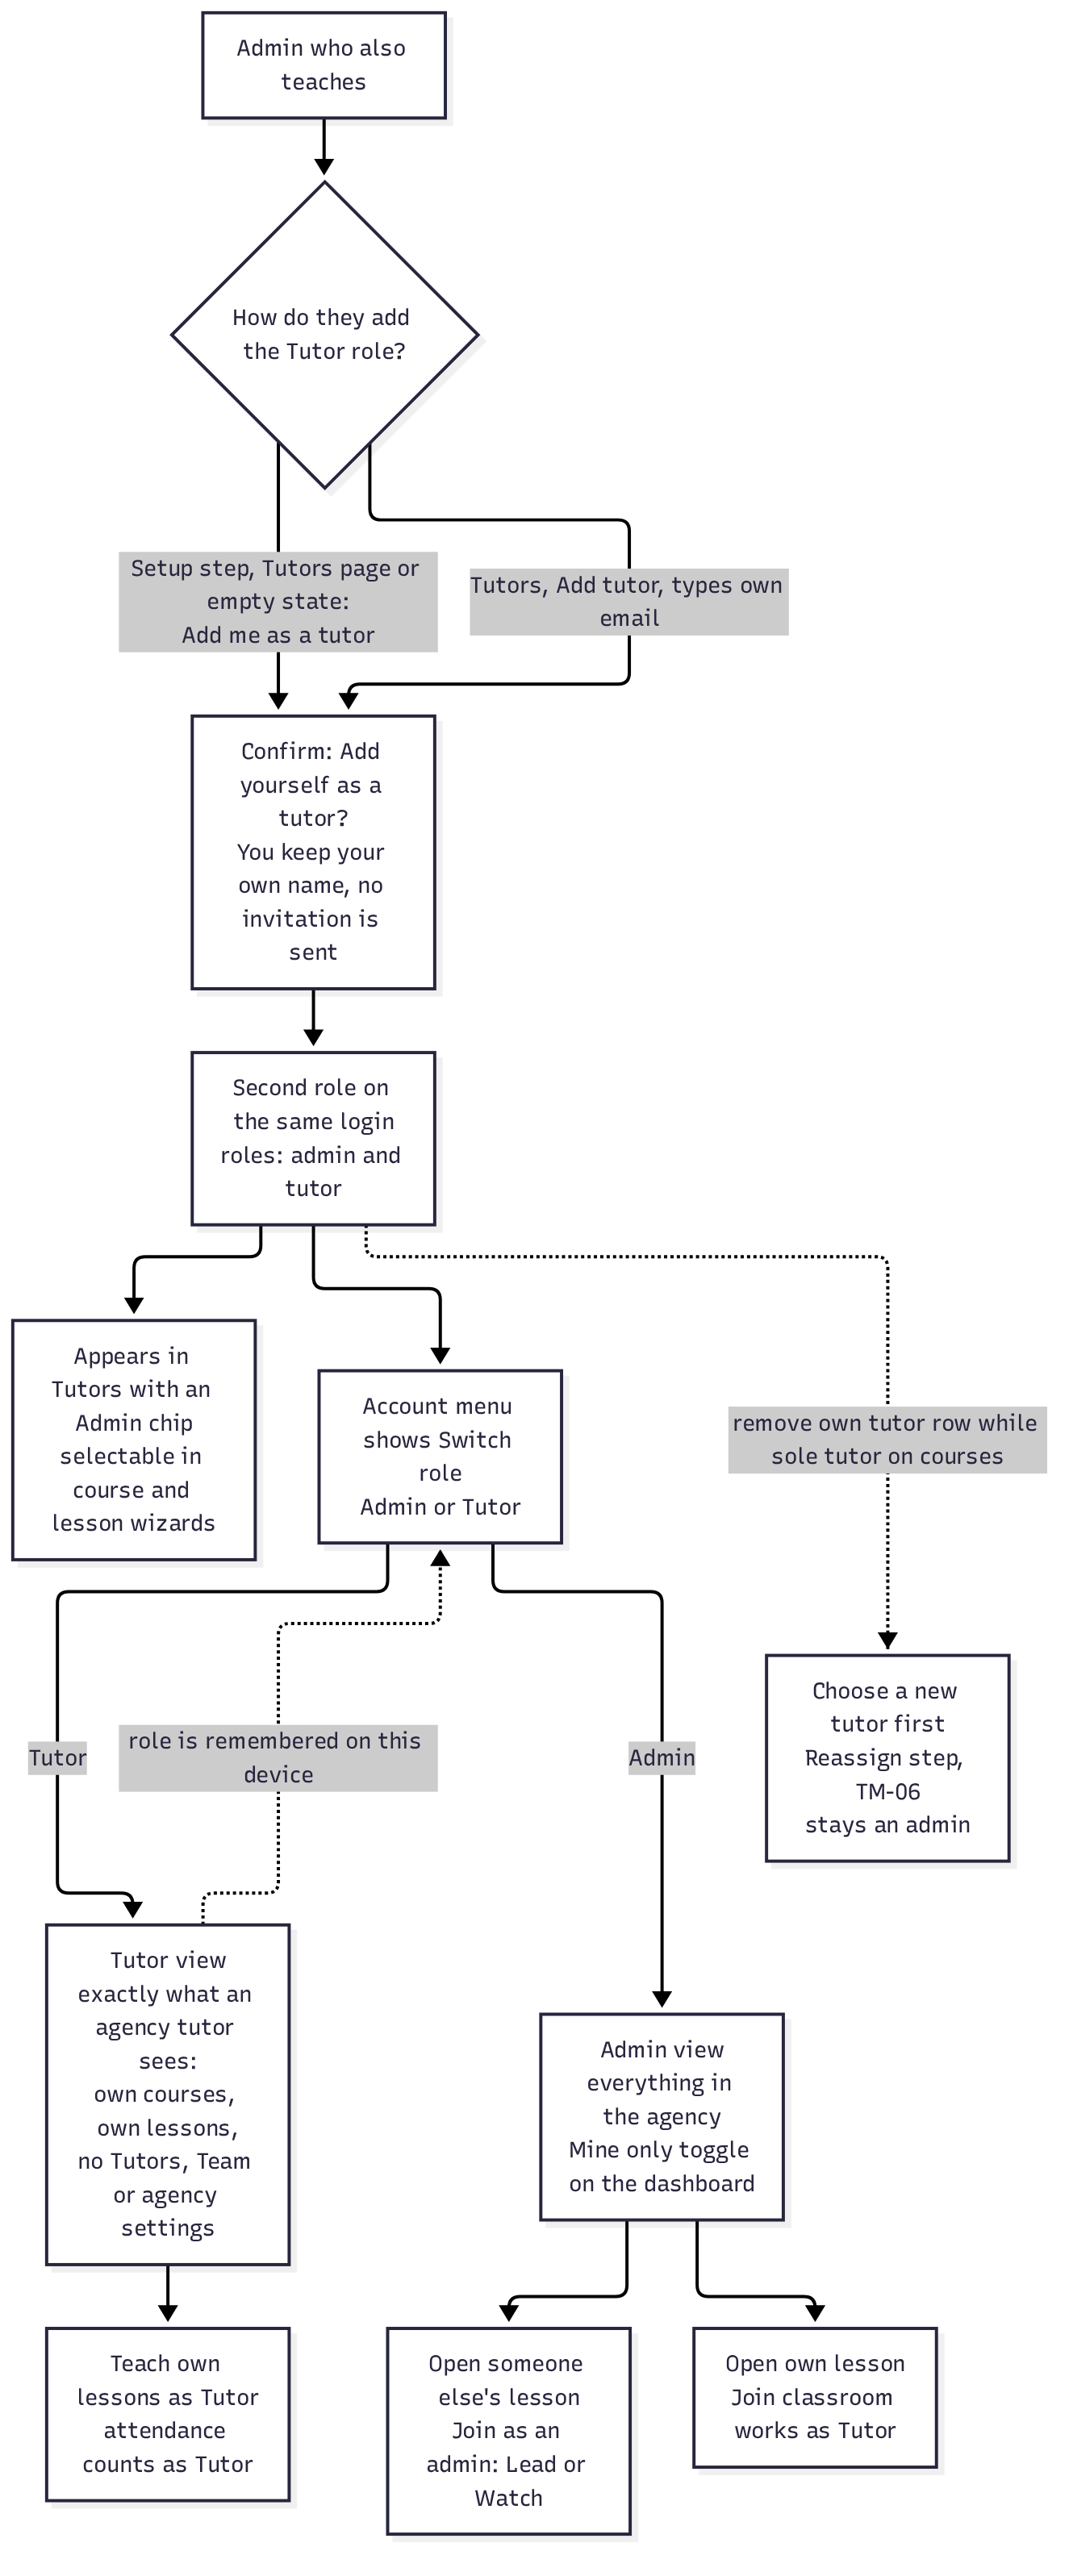 Admin who also
teaches
How do they add
the Tutor role?
Setup step, Tutors page or
empty state:
Add me as a tutor
Tutors, Add tutor, types own
email
Confirm: Add
yourself as a
tutor?
You keep your
own name, no
invitation is
sent
Second role on
the same login
roles: admin and
tutor
Appears in
Tutors with an
Admin chip
selectable in
course and
lesson wizards
Account menu
shows Switch
role
Admin or Tutor
remove own tutor row while
sole tutor on courses
Choose a new
tutor first
Reassign step,
TM-06
stays an admin
Tutor
role is remembered on this
device
Admin
Tutor view
exactly what an
agency tutor
sees:
own courses,
own lessons,
no Tutors, Team
or agency
settings
Admin view
everything in
the agency
Mine only toggle
on the dashboard
Teach own
lessons as Tutor
attendance
counts as Tutor
Open someone
else's lesson
Join as an
admin: Lead or
Watch
Open own lesson
Join classroom
works as Tutor